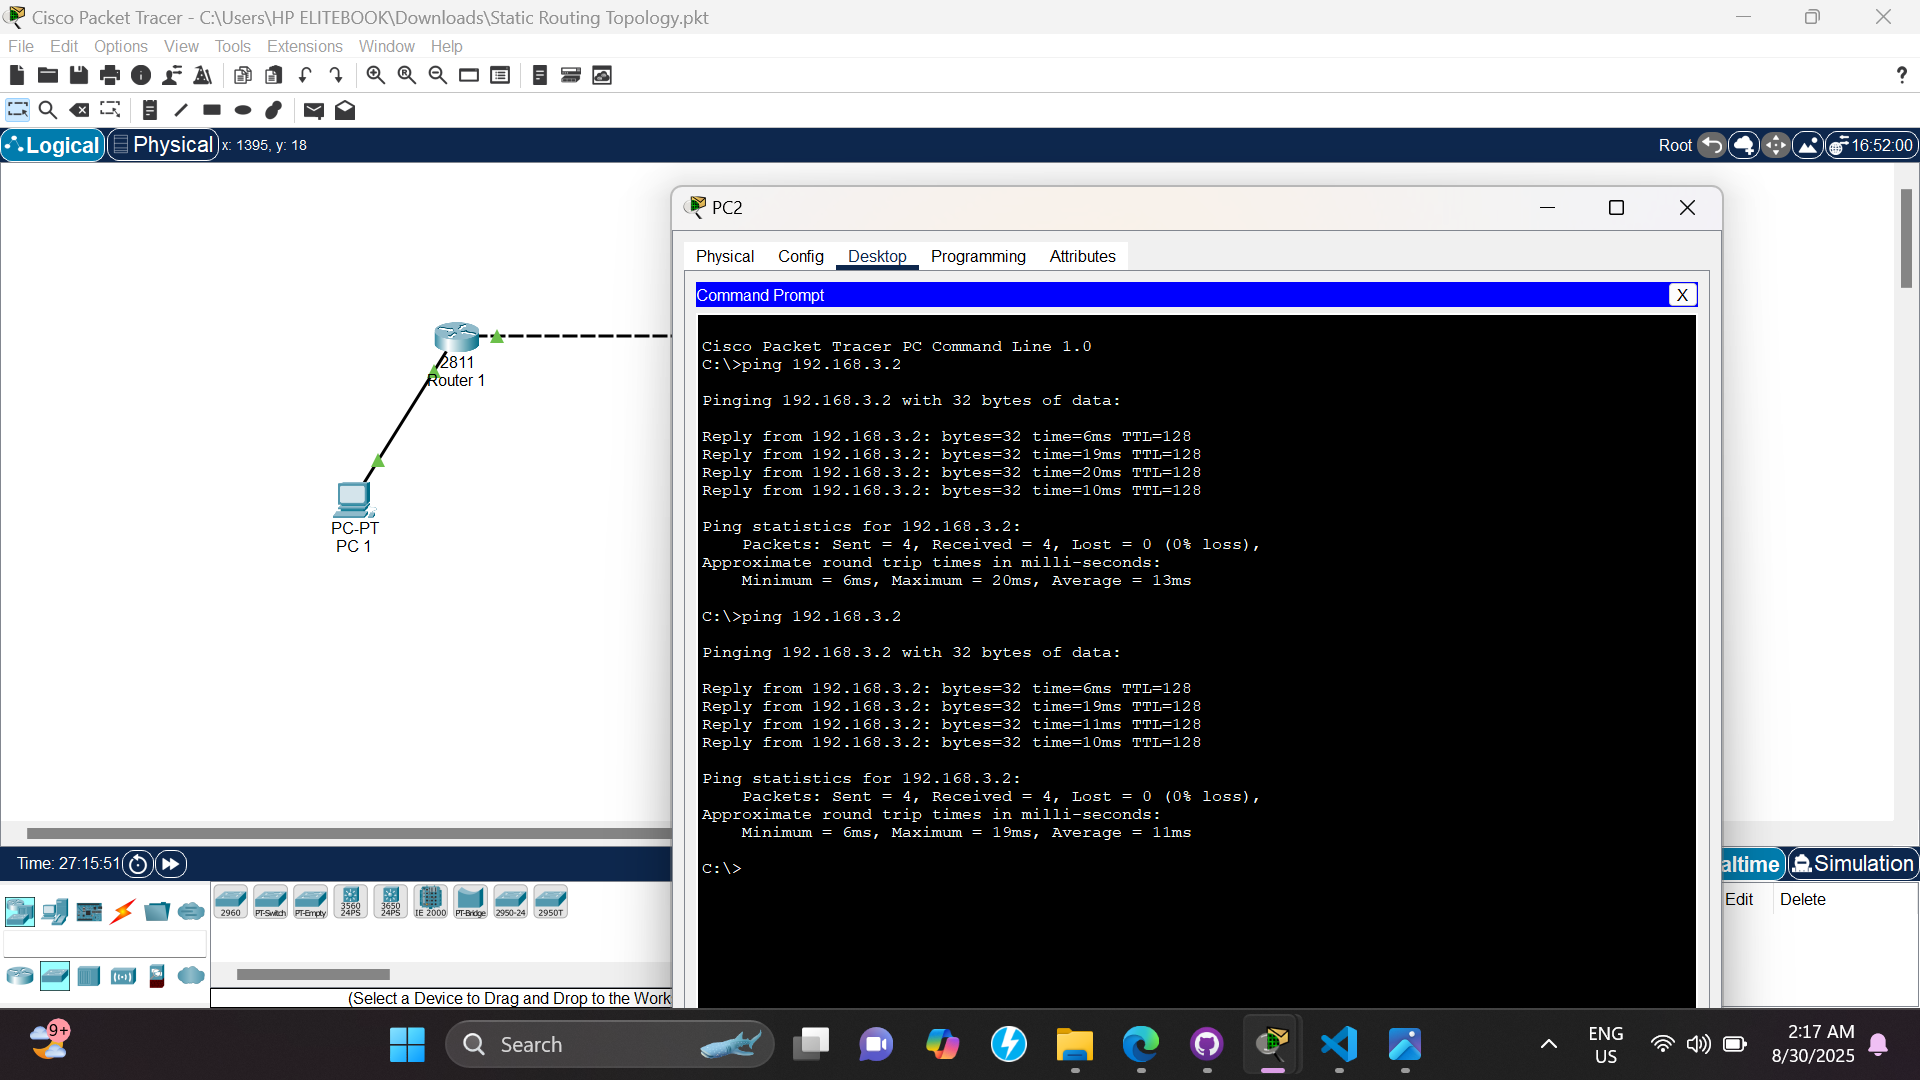 Cisco Packet Tracer - C:\Users\HP ELITEBOOK\Downloads\Static Routing Topology.pkt
File Edit Options View Tools Extensions Window Help
?
Logical Physical x: 1395, y: 18 Root 16:52:00
PC2
Physical Config Desktop Programming Attributes
Command Prompt X
Cisco Packet Tracer PC Command Line 1.0
C:\>ping 192.168.3.2
Pinging 192.168.3.2 with 32 bytes of data:
Reply from 192.168.3.2: bytes=32 time=6ms TTL=128
Reply from 192.168.3.2: bytes=32 time=19ms TTL=128
Reply from 192.168.3.2: bytes=32 time=20ms TTL=128
Reply from 192.168.3.2: bytes=32 time=10ms TTL=128
Ping statistics for 192.168.3.2:
Packets: Sent = 4, Received = 4, Lost = 0 (0% loss),
Approximate round trip times in milli-seconds:
Minimum = 6ms, Maximum = 20ms, Average = 13ms
C:\>ping 192.168.3.2
Pinging 192.168.3.2 with 32 bytes of data:
Reply from 192.168.3.2: bytes=32 time=6ms TTL=128
Reply from 192.168.3.2: bytes=32 time=19ms TTL=128
Reply from 192.168.3.2: bytes=32 time=11ms TTL=128
Reply from 192.168.3.2: bytes=32 time=10ms TTL=128
Ping statistics for 192.168.3.2:
Packets: Sent = 4, Received = 4, Lost = 0 (0% loss),
Approximate round trip times in milli-seconds:
Minimum = 6ms, Maximum = 19ms, Average = 11ms
C:\>
2811
Router 1
PC-PT
PC 1
Time: 27:15:51
altime Simulation
2960 PT-Switch PT-Empty 3560 24PS 3650 24PS IE 2000 PT-Bridge 2950-24 2950T
Edit Delete
(Select a Device to Drag and Drop to the Work
9+
Search
ENG
US
2:17 AM
8/30/2025